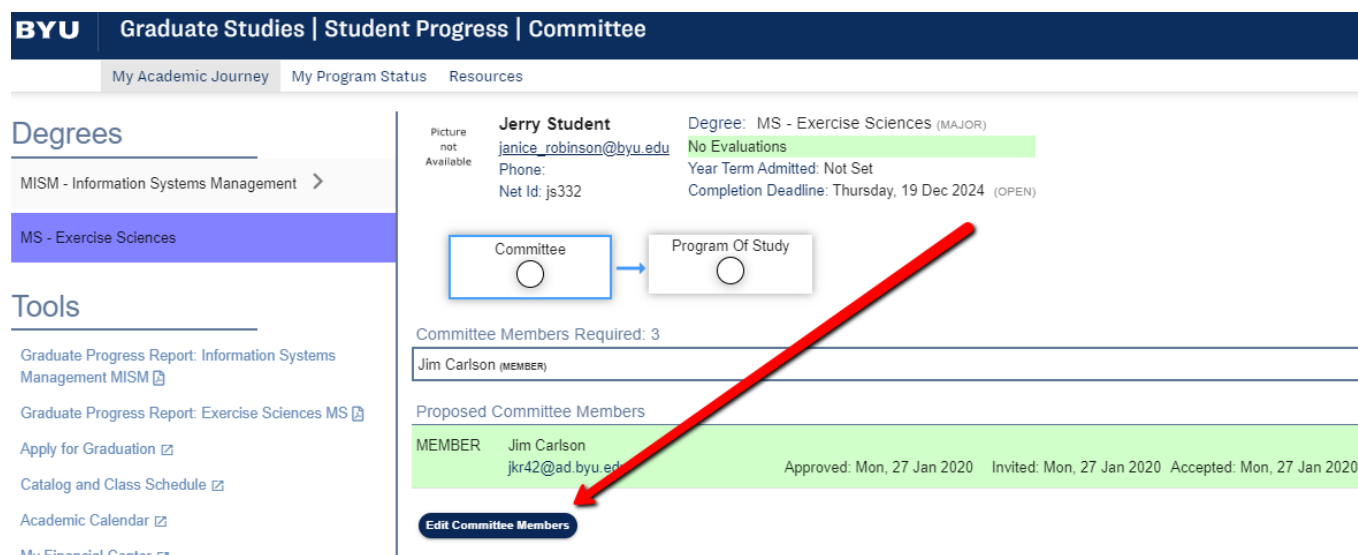 BYU Graduate Studies | Student Progress | Committee
My Academic Journey My Program Status Resources
Degrees
MISM - Information Systems Management
MS - Exercise Sciences
Tools
Graduate Progress Report: Information Systems
Management MISM
Graduate Progress Report: Exercise Sciences MS
Apply for Graduation
Catalog and Class Schedule
Academic Calendar
My Financial Center
Picture
not
Available
Jerry Student
janice_robinson@byu.edu
Phone:
Net Id: js332
Degree: MS - Exercise Sciences (MAJOR)
No Evaluations
Year Term Admitted: Not Set
Completion Deadline: Thursday, 19 Dec 2024 (OPEN)
Committee
Program Of Study
Committee Members Required: 3
Jim Carlson (MEMBER)
Proposed Committee Members
MEMBER Jim Carlson
jkr42@ad.byu.ed Approved: Mon, 27 Jan 2020 Invited: Mon, 27 Jan 2020 Accepted: Mon, 27 Jan 2020
Edit Committee Members